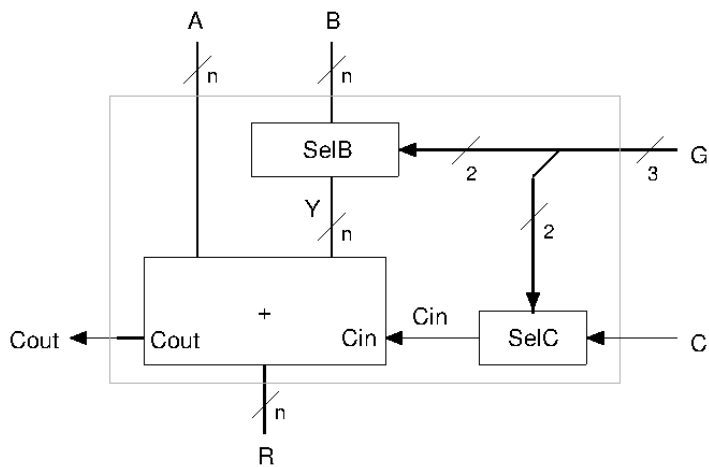 A B
n n
SelB
2 3 G
Y
n 2
+
Cin
Cout Cout Cin SelC C
n
R